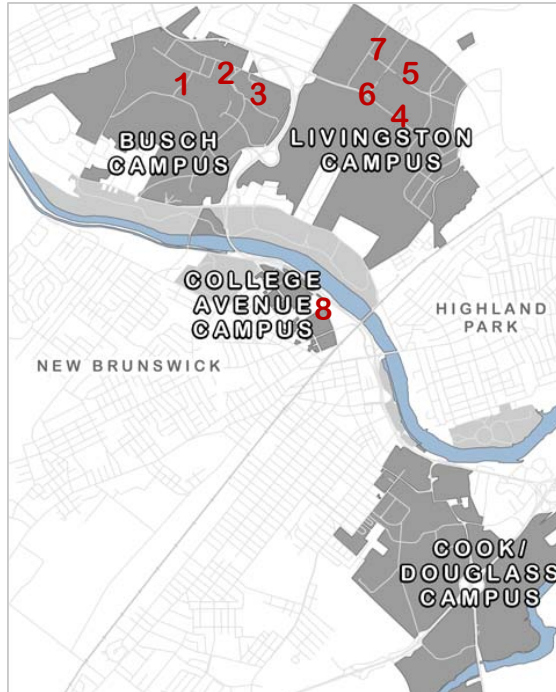 7
1
2
3
5
6
4
BUSCH
CAMPUS
LIVINGSTON
CAMPUS
COLLEGE
AVENUE
CAMPUS
8
HIGHLAND
PARK
NEW BRUNSWICK
COOK/
DOUGLASS
CAMPUS